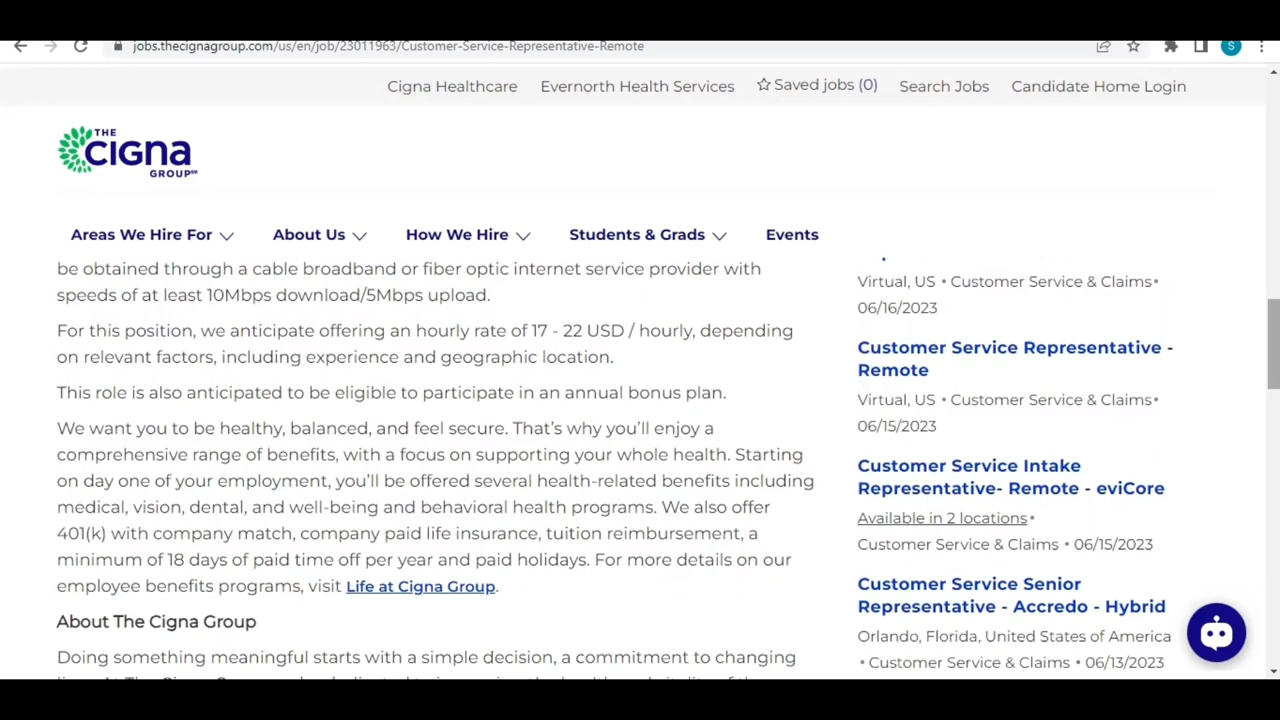 jobs.thecignagroup.com/us/en/job/23011963/Customer-Service-Representative-Remote
S
Cigna Healthcare
Evernorth Health Services
Saved jobs (0)
Search Jobs
Candidate Home Login
THE
cigna
GROUP℠
Areas We Hire For
About Us
How We Hire
Students & Grads
Events
be obtained through a cable broadband or fiber optic internet service provider with
speeds of at least 10Mbps download/5Mbps upload.
For this position, we anticipate offering an hourly rate of 17 - 22 USD / hourly, depending
on relevant factors, including experience and geographic location.
This role is also anticipated to be eligible to participate in an annual bonus plan.
We want you to be healthy, balanced, and feel secure. That’s why you’ll enjoy a
comprehensive range of benefits, with a focus on supporting your whole health. Starting
on day one of your employment, you’ll be offered several health-related benefits including
medical, vision, dental, and well-being and behavioral health programs. We also offer
401(k) with company match, company paid life insurance, tuition reimbursement, a
minimum of 18 days of paid time off per year and paid holidays. For more details on our
employee benefits programs, visit Life at Cigna Group.
About The Cigna Group
Doing something meaningful starts with a simple decision, a commitment to changing
Virtual, US • Customer Service & Claims•
06/16/2023
Customer Service Representative -
Remote
Virtual, US • Customer Service & Claims•
06/15/2023
Customer Service Intake
Representative- Remote - eviCore
Available in 2 locations•
Customer Service & Claims • 06/15/2023
Customer Service Senior
Representative - Accredo - Hybrid
Orlando, Florida, United States of America
• Customer Service & Claims • 06/13/2023